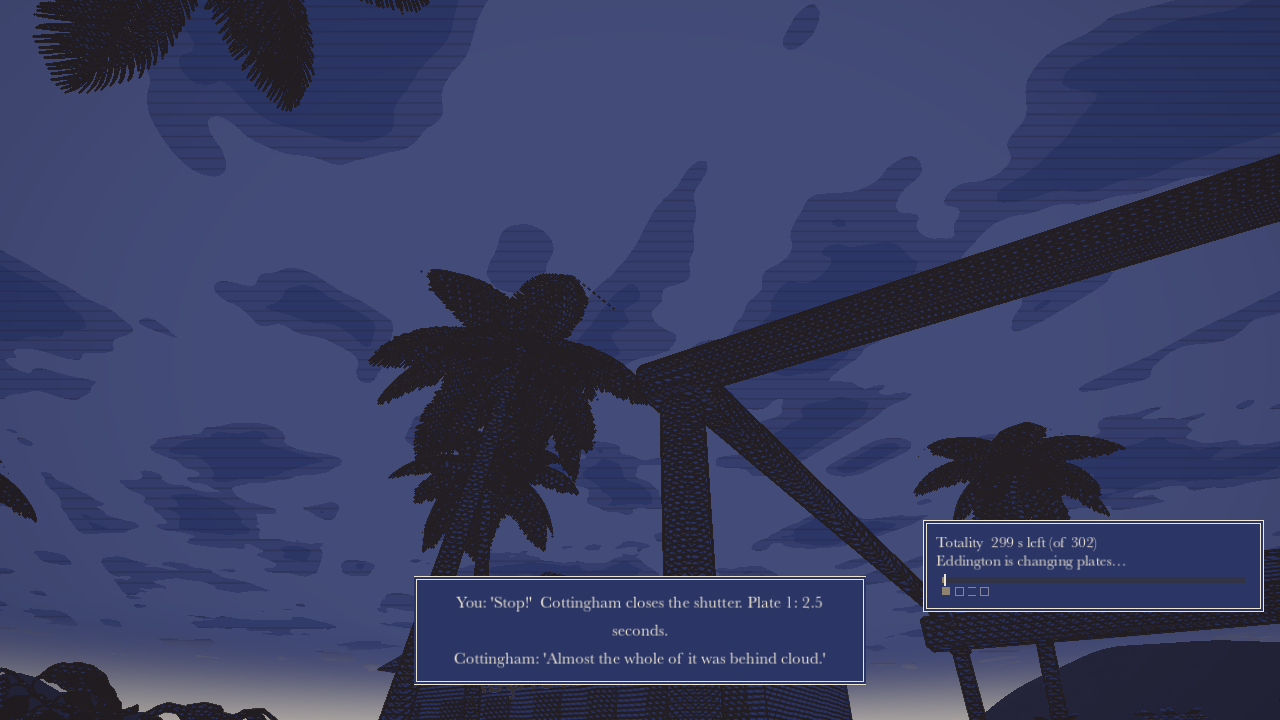 Totality 299 s left (of 302)
Eddington is changing plates…
You: 'Stop!' Cottingham closes the shutter. Plate 1: 2.5
seconds.
Cottingham: 'Almost the whole of it was behind cloud.'